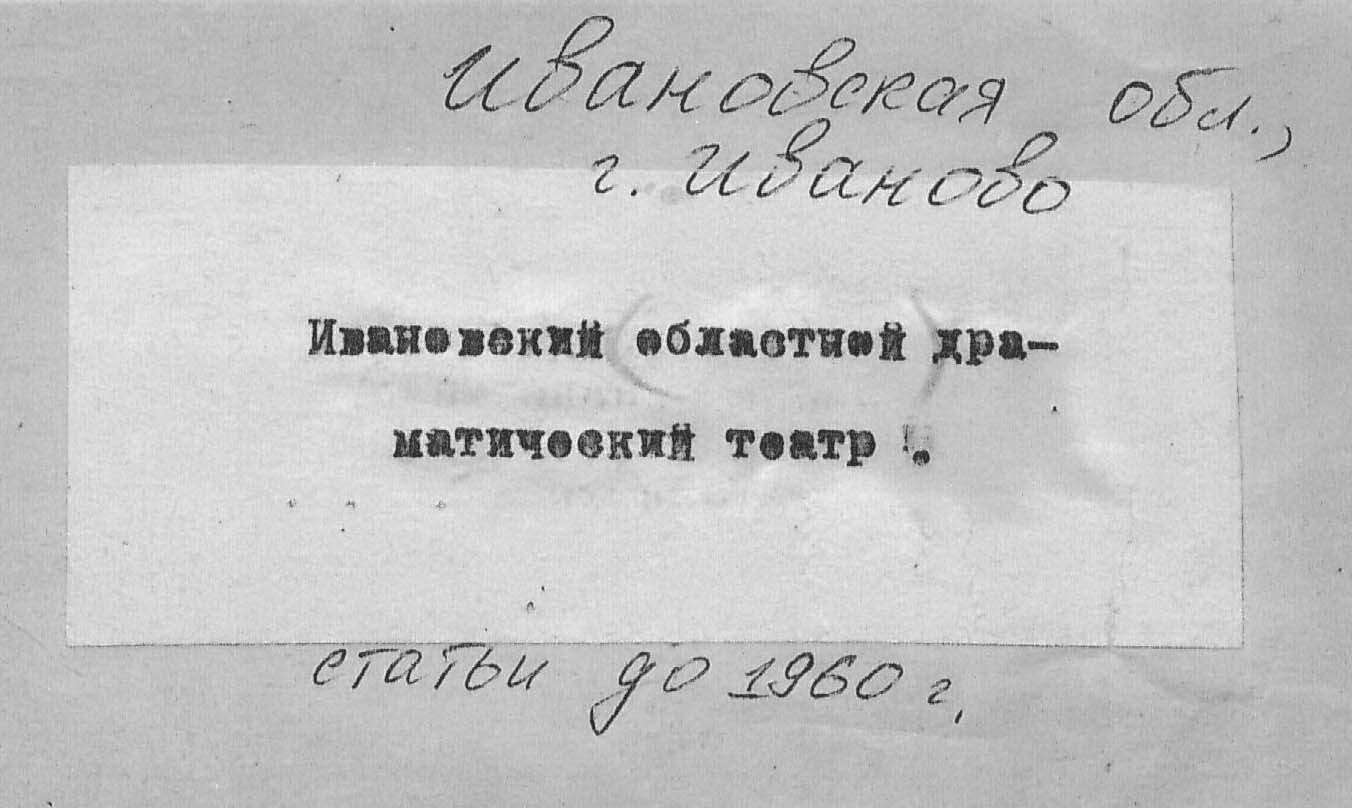 Ивановская обл.,
г. Иваново
Ивановский (областной) дра-
матический театр .
статьи до 1960 г.